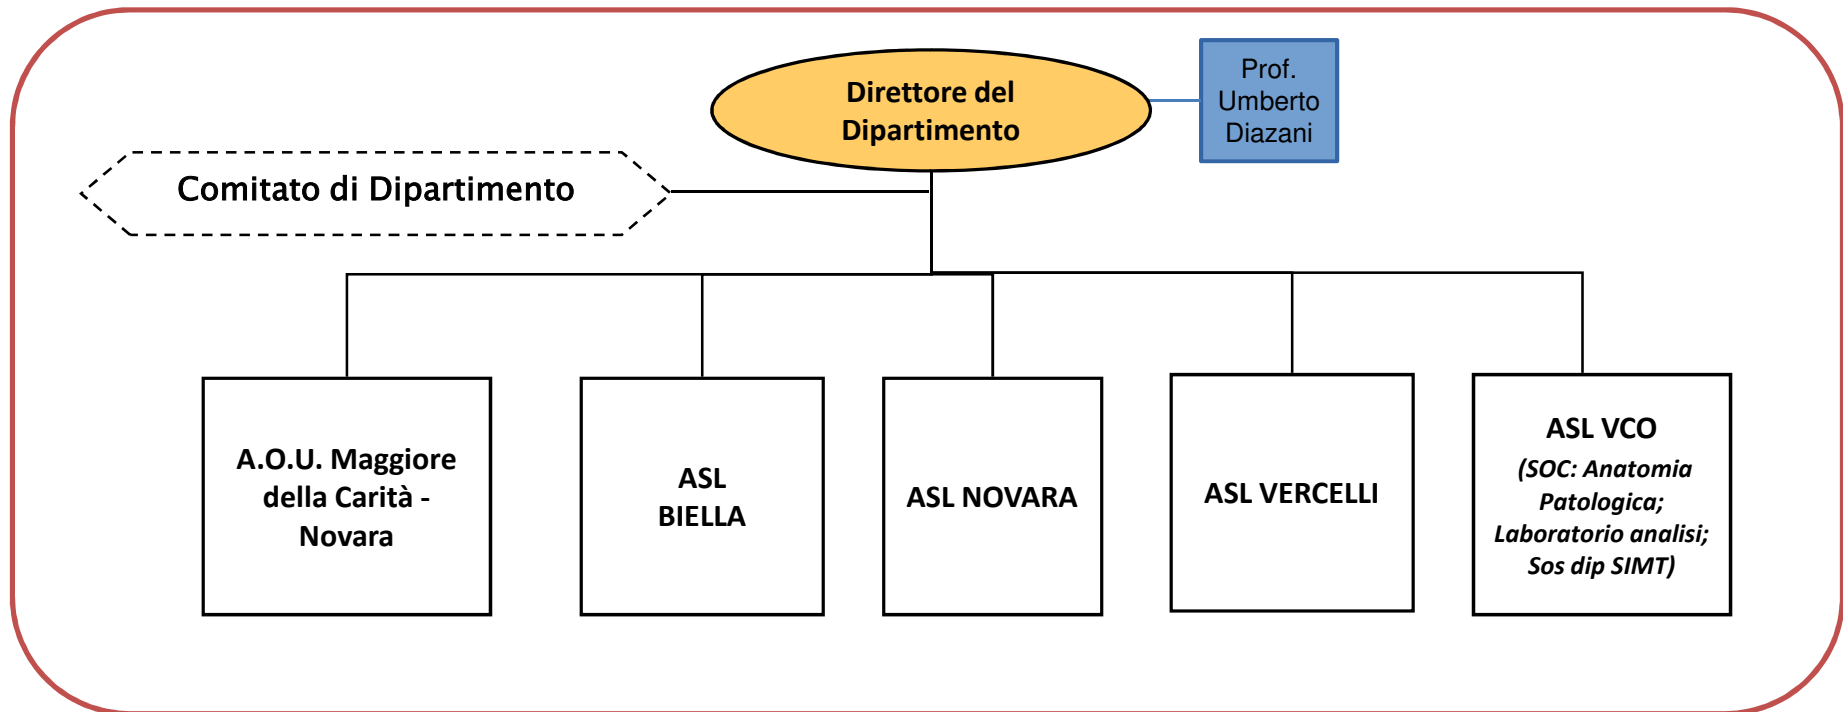 Direttore del
Dipartimento
Prof.
Umberto
Diazani
Comitato di Dipartimento
A.O.U. Maggiore
della Carità -
Novara
ASL
BIELLA
ASL NOVARA
ASL VERCELLI
ASL VCO
(SOC: Anatomia
Patologica;
Laboratorio analisi;
Sos dip SIMT)